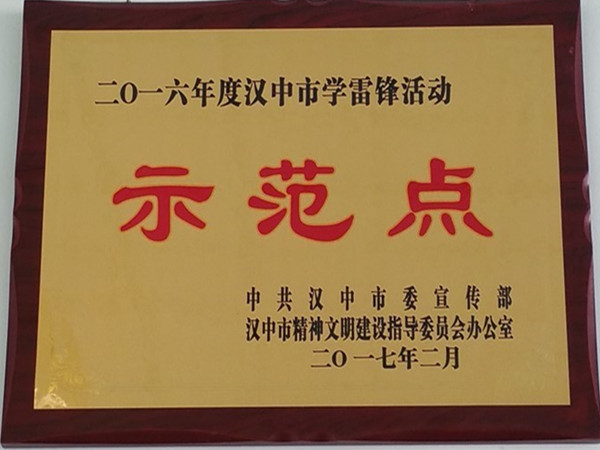 二〇一六年度汉中市学雷锋活动
示范点
中共汉中市委宣传部
汉中市精神文明建设指导委员会办公室
二〇一七年二月